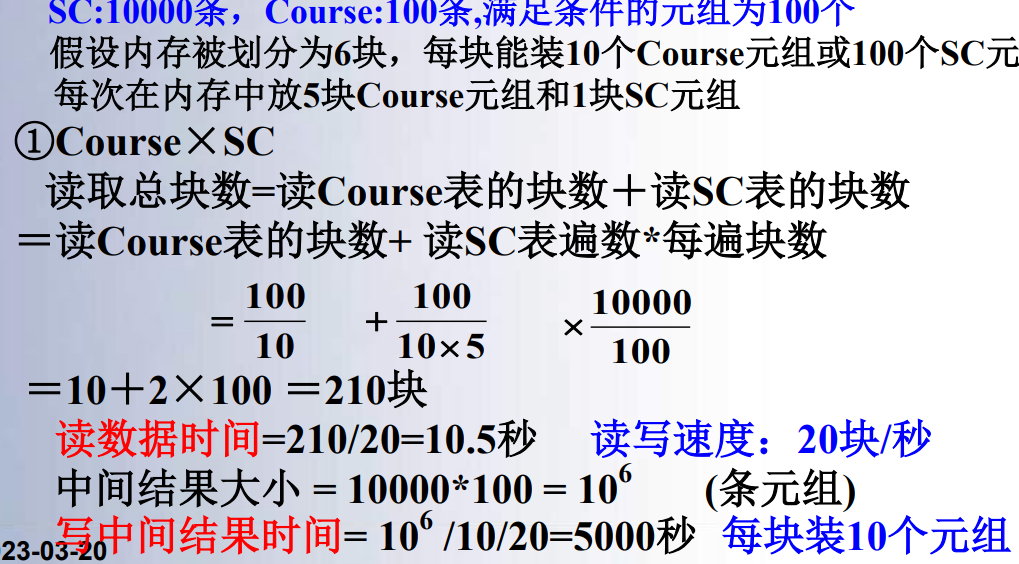 SC:10000条， Course:100条,满足条件的元组为100个
假设内存被划分为6块，每块能装10个Course元组或100个SC元
每次在内存中放5块Course元组和1块SC元组
①Course×SC
读取总块数=读Course表的块数＋读SC表的块数
＝读Course表的块数+ 读SC表遍数*每遍块数
= 100/10 + 100/10×5 × 10000/100
＝10＋2×100 ＝210块
读数据时间=210/20=10.5秒 读写速度：20块/秒
中间结果大小 = 10000*100 = 10⁶ (条元组)
写中间结果时间= 10⁶ /10/20=5000秒 每块装10个元组
23-03-20